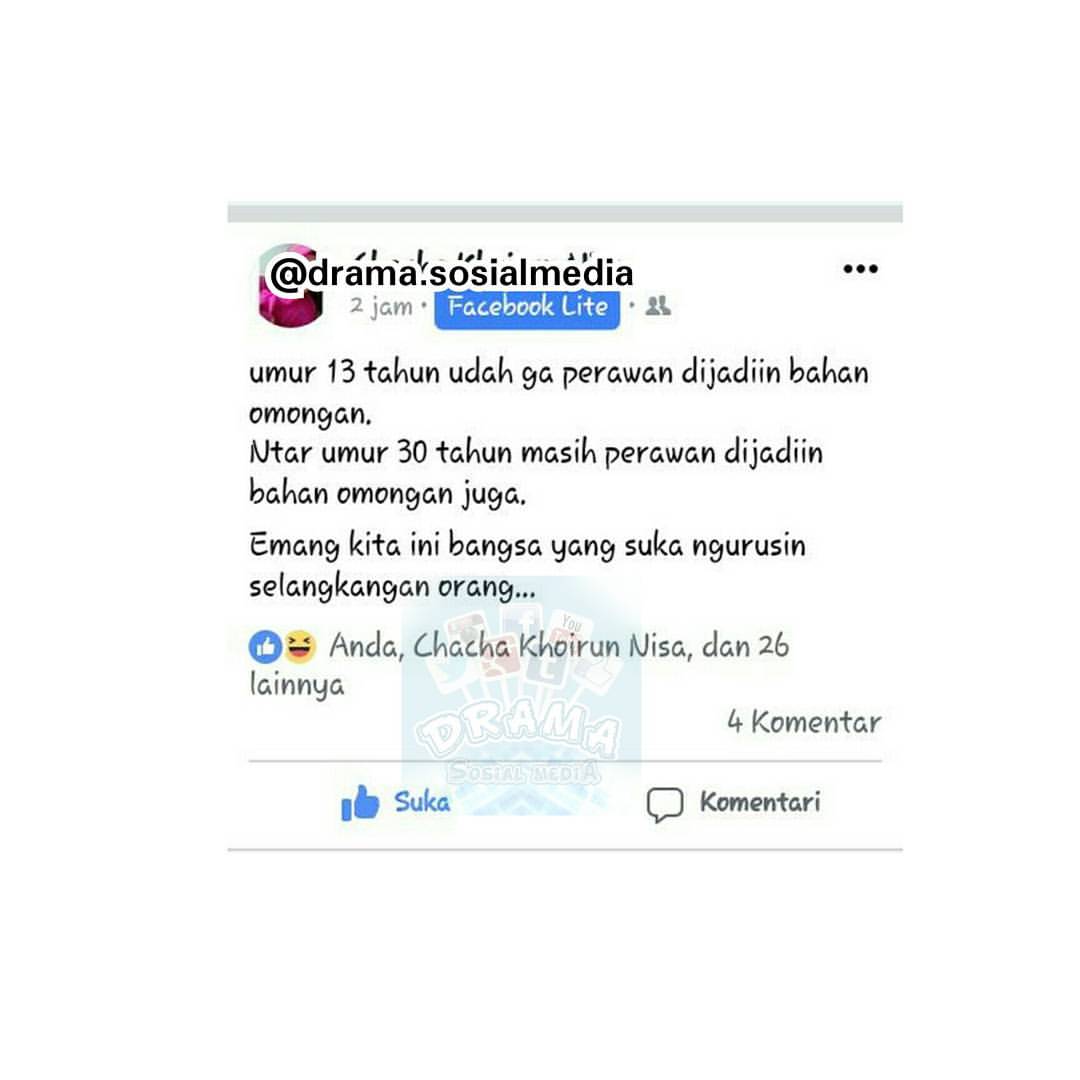 @drama.sosialmedia
2 jam · Facebook Lite ·
umur 13 tahun udah ga perawan dijadiin bahan
omongan.
Ntar umur 30 tahun masih perawan dijadiin
bahan omongan juga.
Emang kita ini bangsa yang suka ngurusin
selangkangan orang...
Anda, Chacha Khoirun Nisa, dan 26
lainnya
You
DRAMA
SOSIAL MEDIA
4 Komentar
Suka Komentari